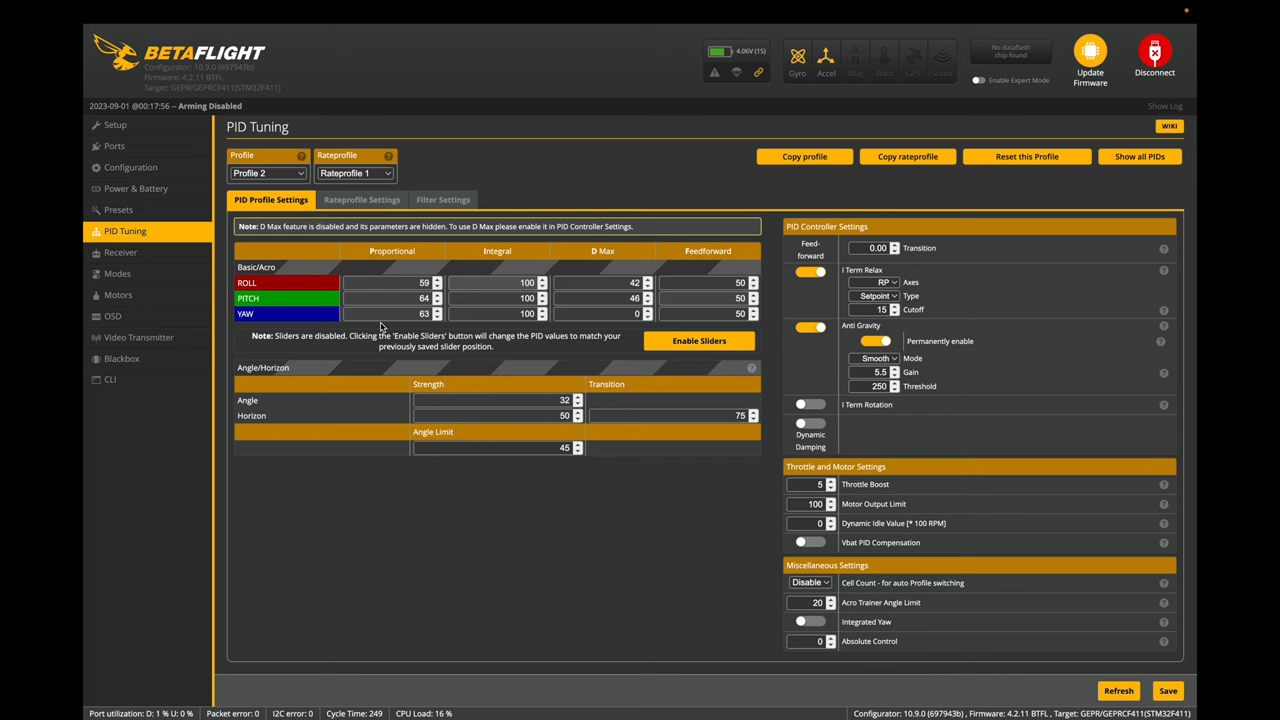 BETAFLIGHT
Configurator: 10.9.0 (697943b)
Firmware: 4.2.11 BTFL
Target: GEPR/GEPRCF411(STM32F411)
4.06V (1S)
Gyro
Accel
Mag
Baro
GPS
Sonar
No dataflash
chip found
Enable Expert Mode
Update
Firmware
Disconnect
2023-09-01 @00:17:56 -- Arming Disabled
Show Log
Setup
Ports
Configuration
Power & Battery
Presets
PID Tuning
Receiver
Modes
Motors
OSD
Video Transmitter
Blackbox
CLI
PID Tuning
WIKI
Profile
Rateprofile
Profile 2
Rateprofile 1
Copy profile
Copy rateprofile
Reset this Profile
Show all PIDs
PID Profile Settings
Rateprofile Settings
Filter Settings
Note: D Max feature is disabled and its parameters are hidden. To use D Max please enable it in PID Controller Settings.
Proportional Integral D Max Feedforward
Basic/Acro
ROLL 59 100 42 50
PITCH 64 100 46 50
YAW 63 100 0 50
Note: Sliders are disabled. Clicking the 'Enable Sliders' button will change the PID values to match your
previously saved slider position.
Enable Sliders
Angle/Horizon
Strength Transition
Angle 32
Horizon 50 75
Angle Limit
45
PID Controller Settings
Feed-
forward
0.00 Transition
I Term Relax
RP Axes
Setpoint Type
15 Cutoff
Anti Gravity
Permanently enable
Smooth Mode
5.5 Gain
250 Threshold
I Term Rotation
Dynamic
Damping
Throttle and Motor Settings
5 Throttle Boost
100 Motor Output Limit
0 Dynamic Idle Value [* 100 RPM]
Vbat PID Compensation
Miscellaneous Settings
Disable Cell Count - for auto Profile switching
20 Acro Trainer Angle Limit
Integrated Yaw
0 Absolute Control
Refresh
Save
Port utilization: D: 1 % U: 0 %
Packet error: 0
I2C error: 0
Cycle Time: 249
CPU Load: 16 %
Configurator: 10.9.0 (697943b), Firmware: 4.2.11 BTFL, Target: GEPR/GEPRCF411(STM32F411)